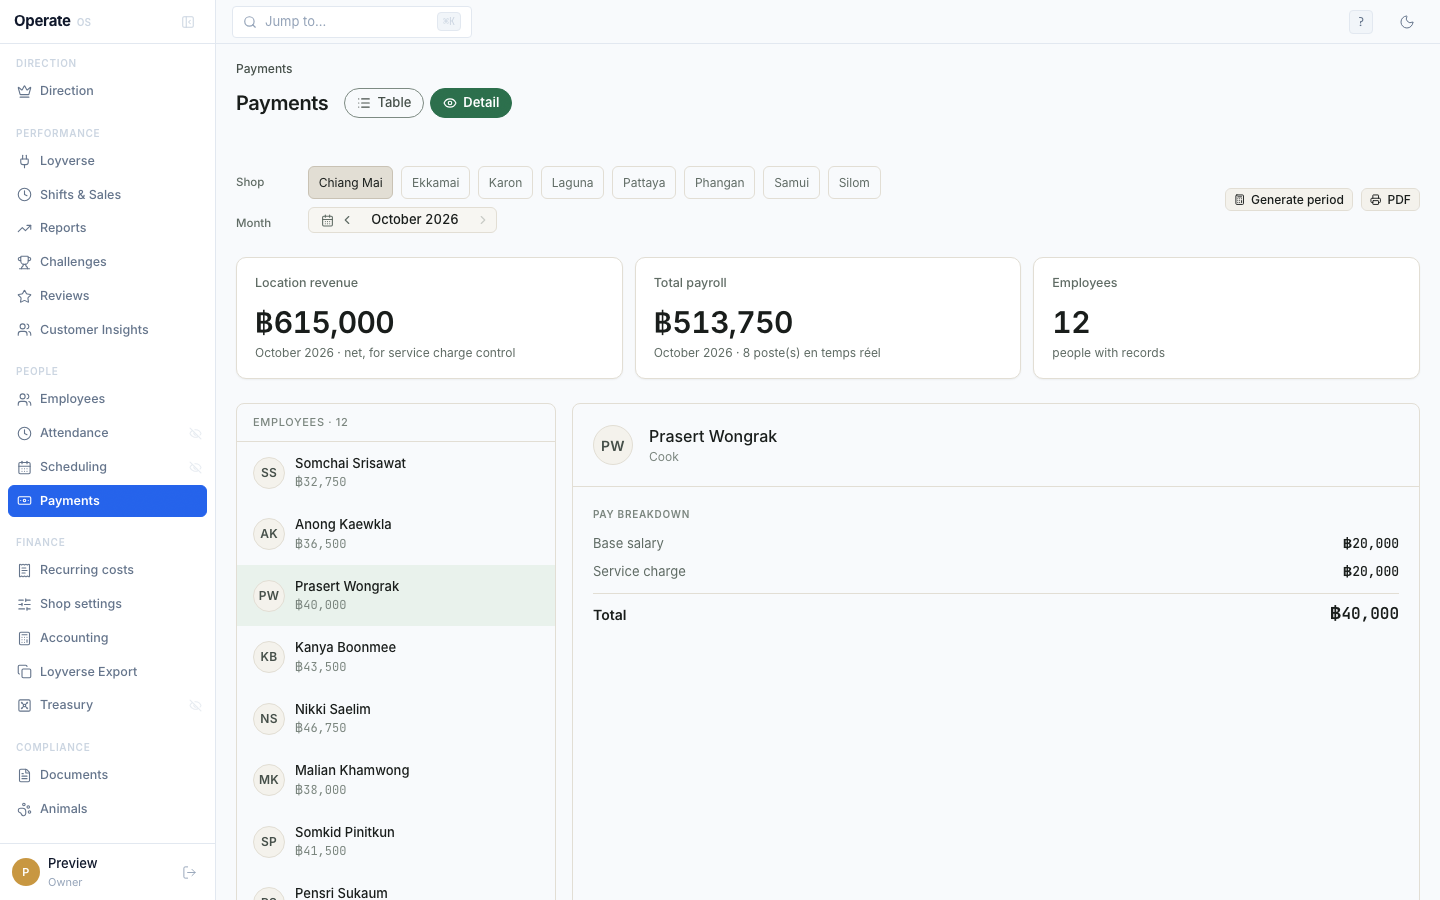 Operate OS
Jump to...
⌘K
?
DIRECTION
Direction
PERFORMANCE
Loyverse
Shifts & Sales
Reports
Challenges
Reviews
Customer Insights
PEOPLE
Employees
Attendance
Scheduling
Payments
FINANCE
Recurring costs
Shop settings
Accounting
Loyverse Export
Treasury
COMPLIANCE
Documents
Animals
P
Preview
Owner
Payments
Payments
Table
Detail
Shop
Chiang Mai
Ekkamai
Karon
Laguna
Pattaya
Phangan
Samui
Silom
Month
October 2026
Generate period
PDF
Location revenue
฿615,000
October 2026 · net, for service charge control
Total payroll
฿513,750
October 2026 · 8 poste(s) en temps réel
Employees
12
people with records
EMPLOYEES · 12
SS
Somchai Srisawat
฿32,750
AK
Anong Kaewkla
฿36,500
PW
Prasert Wongrak
฿40,000
KB
Kanya Boonmee
฿43,500
NS
Nikki Saelim
฿46,750
MK
Malian Khamwong
฿38,000
SP
Somkid Pinitkun
฿41,500
Pensri Sukaum
PW
Prasert Wongrak
Cook
PAY BREAKDOWN
Base salary
฿20,000
Service charge
฿20,000
Total
฿40,000